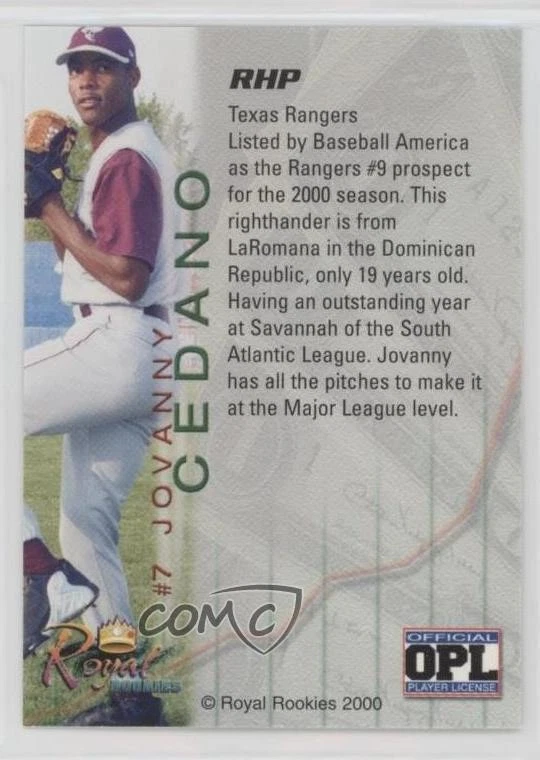 RHP
Texas Rangers
Listed by Baseball America
as the Rangers #9 prospect
for the 2000 season. This
righthander is from
LaRomana in the Dominican
Republic, only 19 years old.
Having an outstanding year
at Savannah of the South
Atlantic League. Jovanny
has all the pitches to make it
at the Major League level.
#7 JOVANNY
CEDANO
COMC
Royal
ROOKIES
OFFICIAL
OPL
PLAYER LICENSE
© Royal Rookies 2000